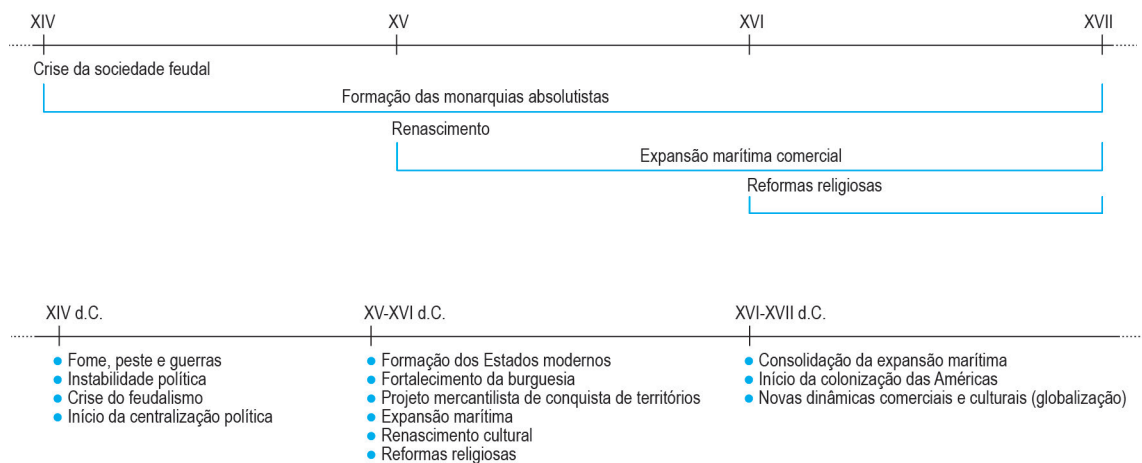 XIV XV XVI XVII
Crise da sociedade feudal
Formação das monarquias absolutistas
Renascimento
Expansão marítima comercial
Reformas religiosas
XIV d.C. XV-XVI d.C. XVI-XVII d.C.
• Fome, peste e guerras • Formação dos Estados modernos • Consolidação da expansão marítima
• Instabilidade política • Fortalecimento da burguesia • Início da colonização das Américas
• Crise do feudalismo • Projeto mercantilista de conquista de territórios • Novas dinâmicas comerciais e culturais (globalização)
• Início da centralização política • Expansão marítima
• Renascimento cultural
• Reformas religiosas